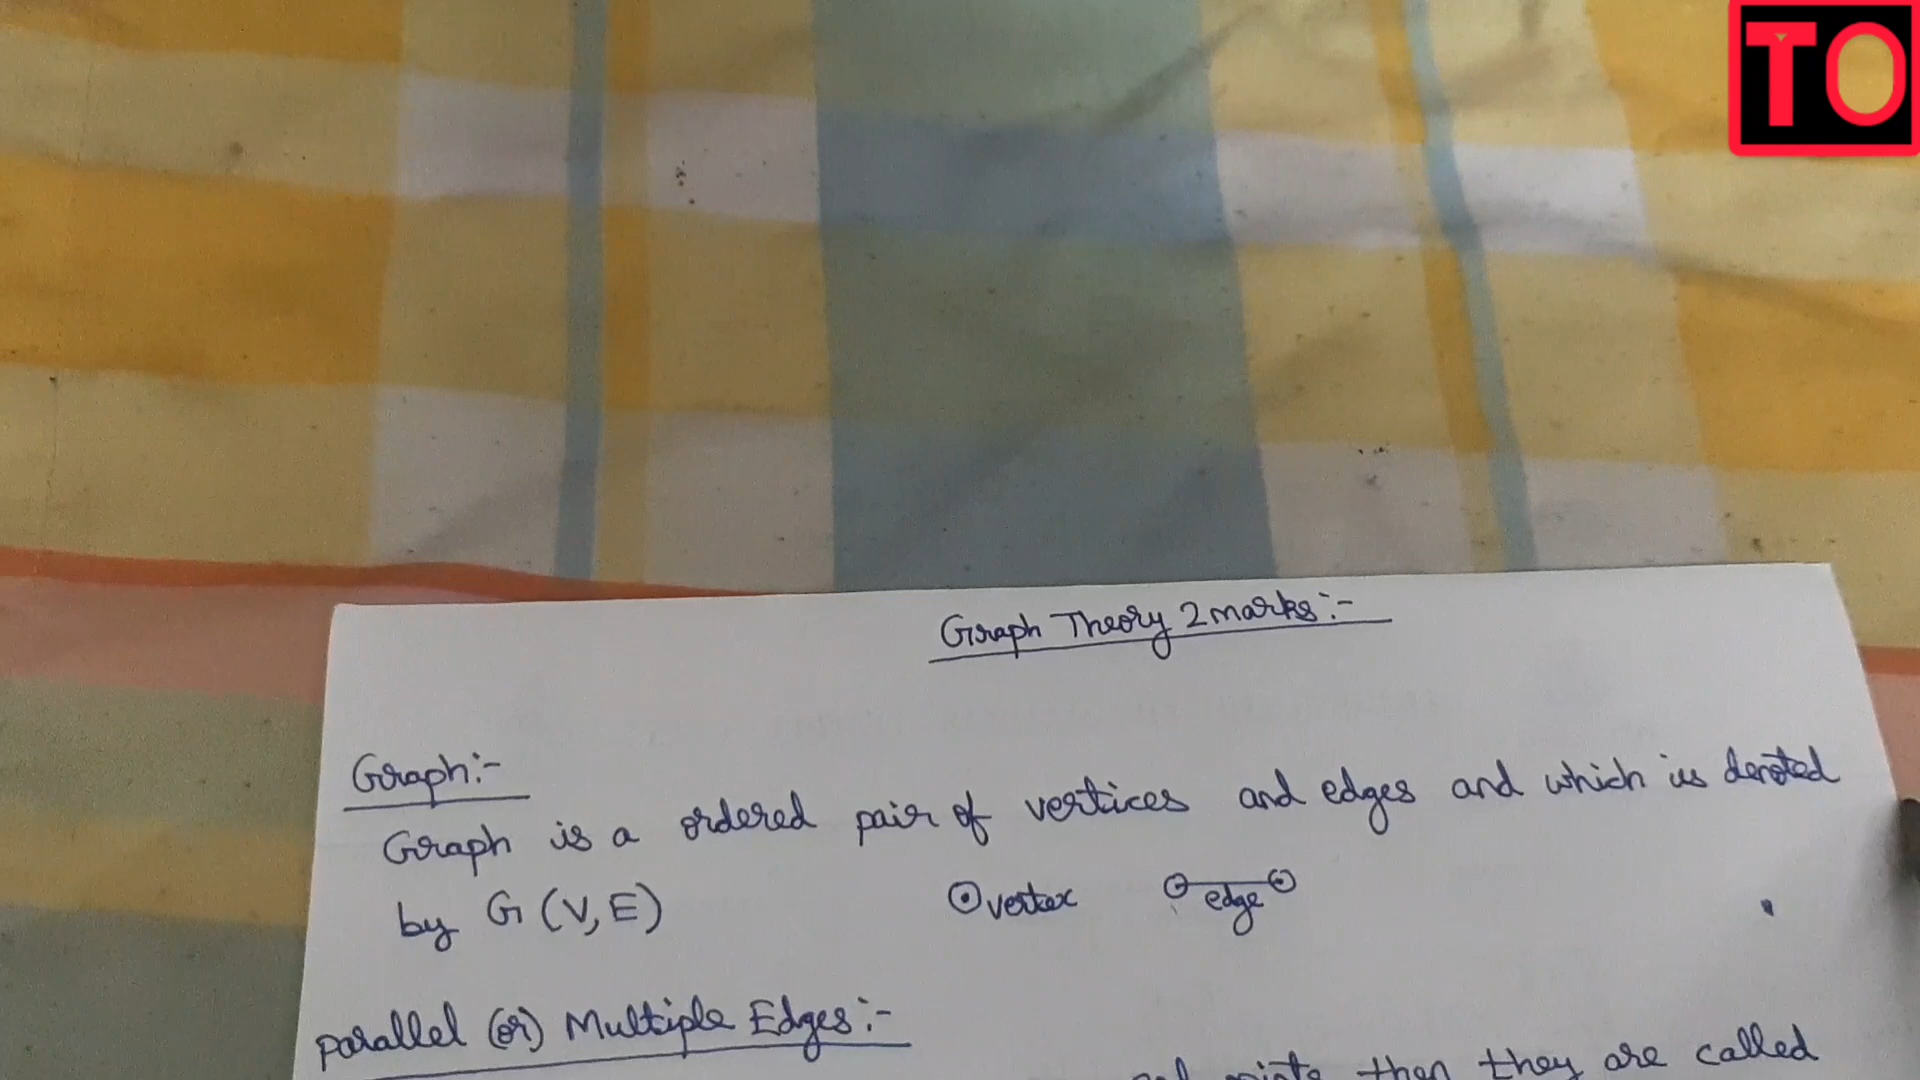 TO
Graph Theory 2 marks:-
Graph:-
Graph is a ordered pair of vertices and edges and which is denoted
by G (V, E)
vertex
edge
parallel (or) Multiple Edges:-
then they are called